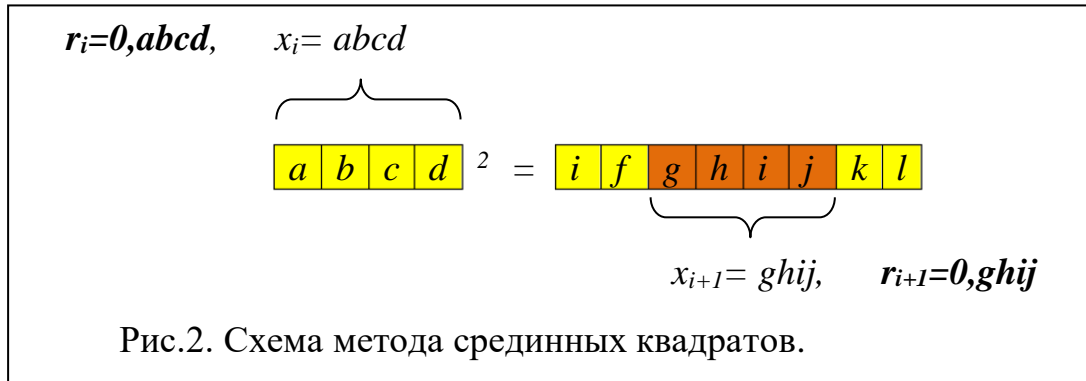 rᵢ=0,abcd, xᵢ= abcd
a b c d ² = i f g h i j k l
xᵢ₊₁= ghij, rᵢ₊₁=0,ghij
Рис.2. Схема метода срединных квадратов.